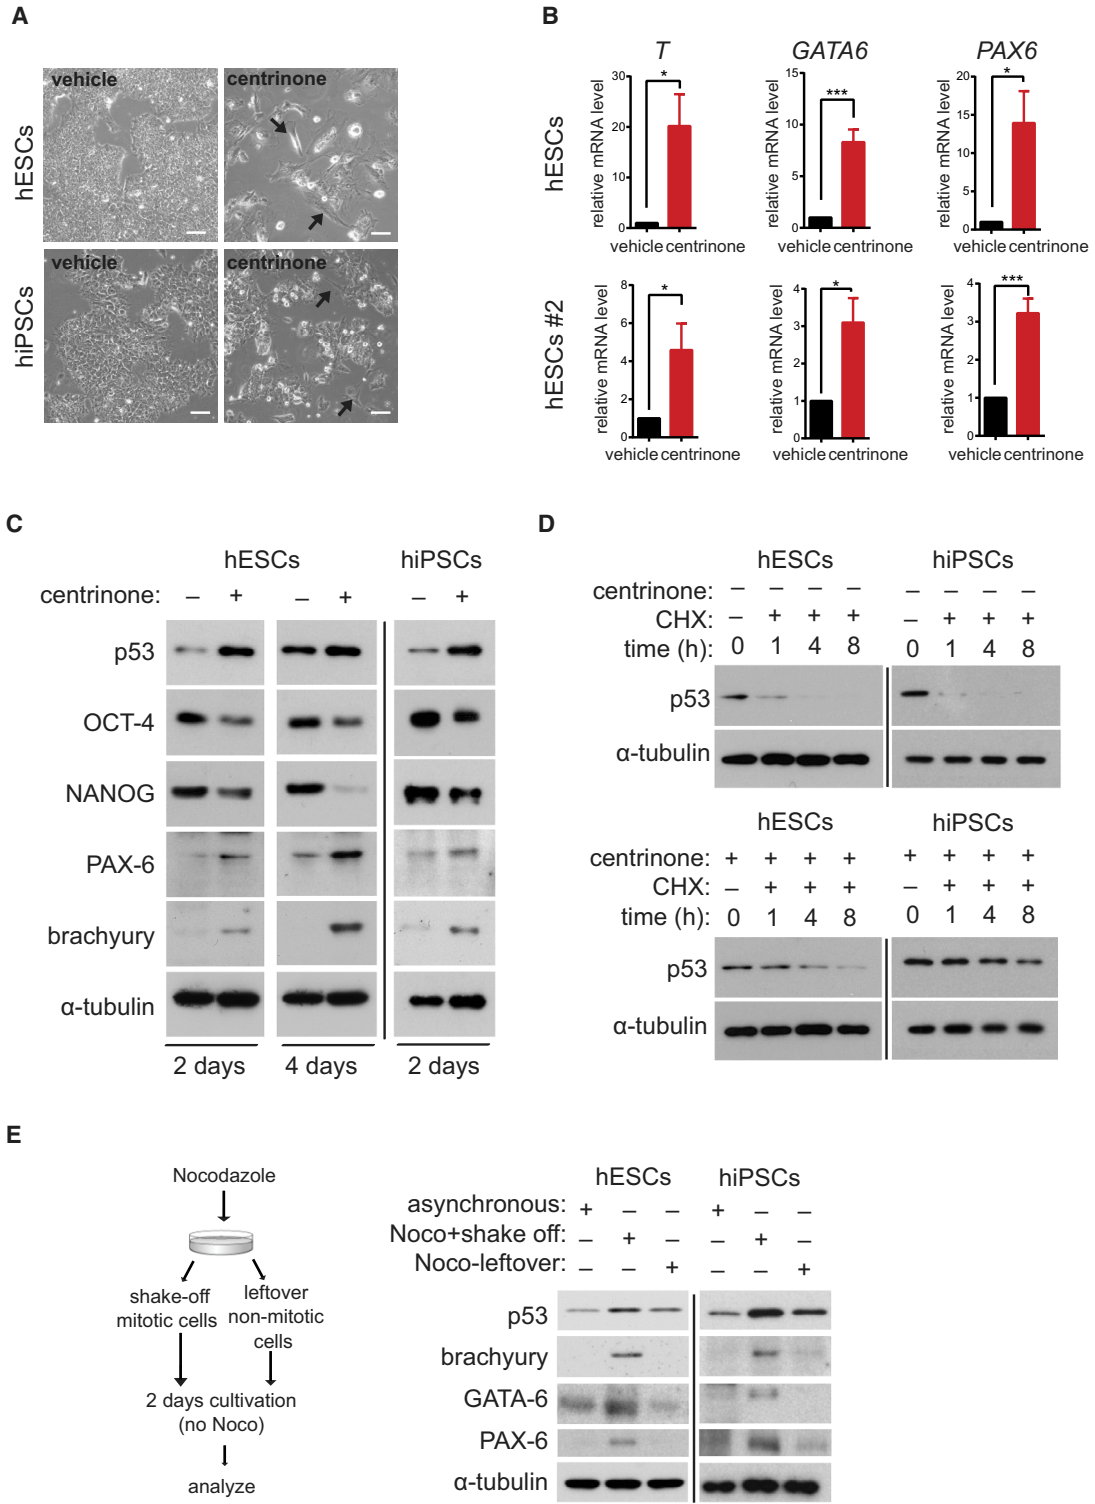 A
vehicle
centrinone
hESCs
vehicle
centrinone
hiPSCs
B
T
GATA6
PAX6
hESCs
relative mRNA level
30
20
10
0
*
vehicle centrinone
relative mRNA level
15
10
5
0
***
vehicle centrinone
relative mRNA level
20
15
10
5
0
*
vehicle centrinone
hESCs #2
relative mRNA level
8
6
4
2
0
*
vehicle centrinone
relative mRNA level
4
3
2
1
0
*
vehicle centrinone
relative mRNA level
4
3
2
1
0
***
vehicle centrinone
C
hESCs hiPSCs
centrinone: – + – + – +
p53
OCT-4
NANOG
PAX-6
brachyury
α-tubulin
2 days 4 days 2 days
D
hESCs hiPSCs
centrinone: – – – – – – – –
CHX: – + + + – + + +
time (h): 0 1 4 8 0 1 4 8
p53
α-tubulin
hESCs hiPSCs
centrinone: + + + + + + + +
CHX: – + + + – + + +
time (h): 0 1 4 8 0 1 4 8
p53
α-tubulin
E
Nocodazole
shake-off
mitotic cells
leftover
non-mitotic
cells
2 days cultivation
(no Noco)
analyze
hESCs hiPSCs
asynchronous: + – – + – –
Noco+shake off: – + – – + –
Noco-leftover: – – + – – +
p53
brachyury
GATA-6
PAX-6
α-tubulin